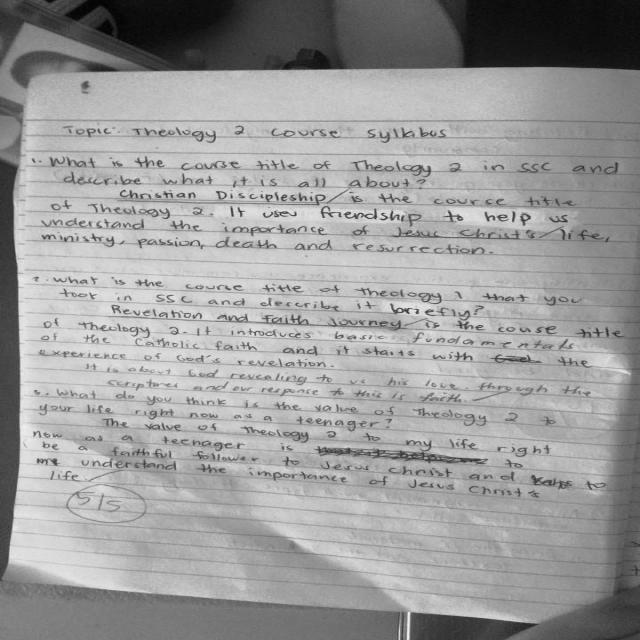 Topic: Theology 2 course syllabus
1. What is the course title of Theology 2 in SSC and
describe what it is all about?
Christian Discipleship is the course title
of Theology 2. It uses friendship to help us
understand the importance of Jesus Christ's life,
ministry, passion, death and resurrection.
2. What is the course title of Theology 1 that you
took in SSC and describe it briefly?
Revelation and Faith Journey is the couse title
of Theology 2. It introduces basic fundamentals
of the Catholic faith and it starts with the
experience of God's revelation.
It is about God revealing to us his love through the
scriptures and our response to this is faith.
3. What do you think is the value of Theology 2 to
your life right now as a teenager?
The value of Theology 2 to my life right
now as a teenager is to
be a faithful follower to Jesus Christ and to
understand the importance of Jesus Christ's
life.
5/5